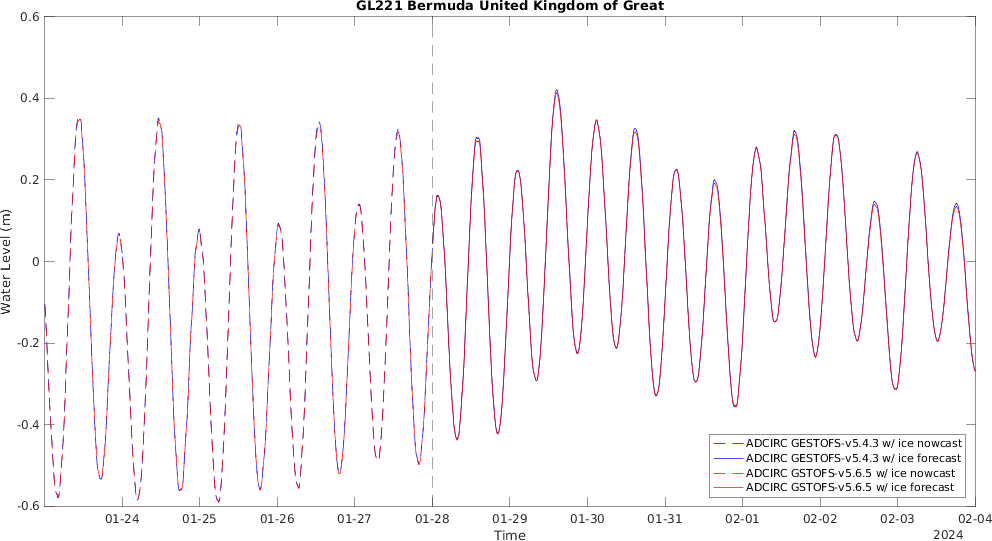 GL221 Bermuda United Kingdom of Great
0.6
0.4
0.2
0
-0.2
-0.4
-0.6
Water Level (m)
ADCIRC GESTOFS-v5.4.3 w/ ice nowcast
ADCIRC GESTOFS-v5.4.3 w/ ice forecast
ADCIRC GSTOFS-v5.6.5 w/ ice nowcast
ADCIRC GSTOFS-v5.6.5 w/ ice forecast
01-24 01-25 01-26 01-27 01-28 01-29 01-30 01-31 02-01 02-02 02-03 02-04
Time
2024